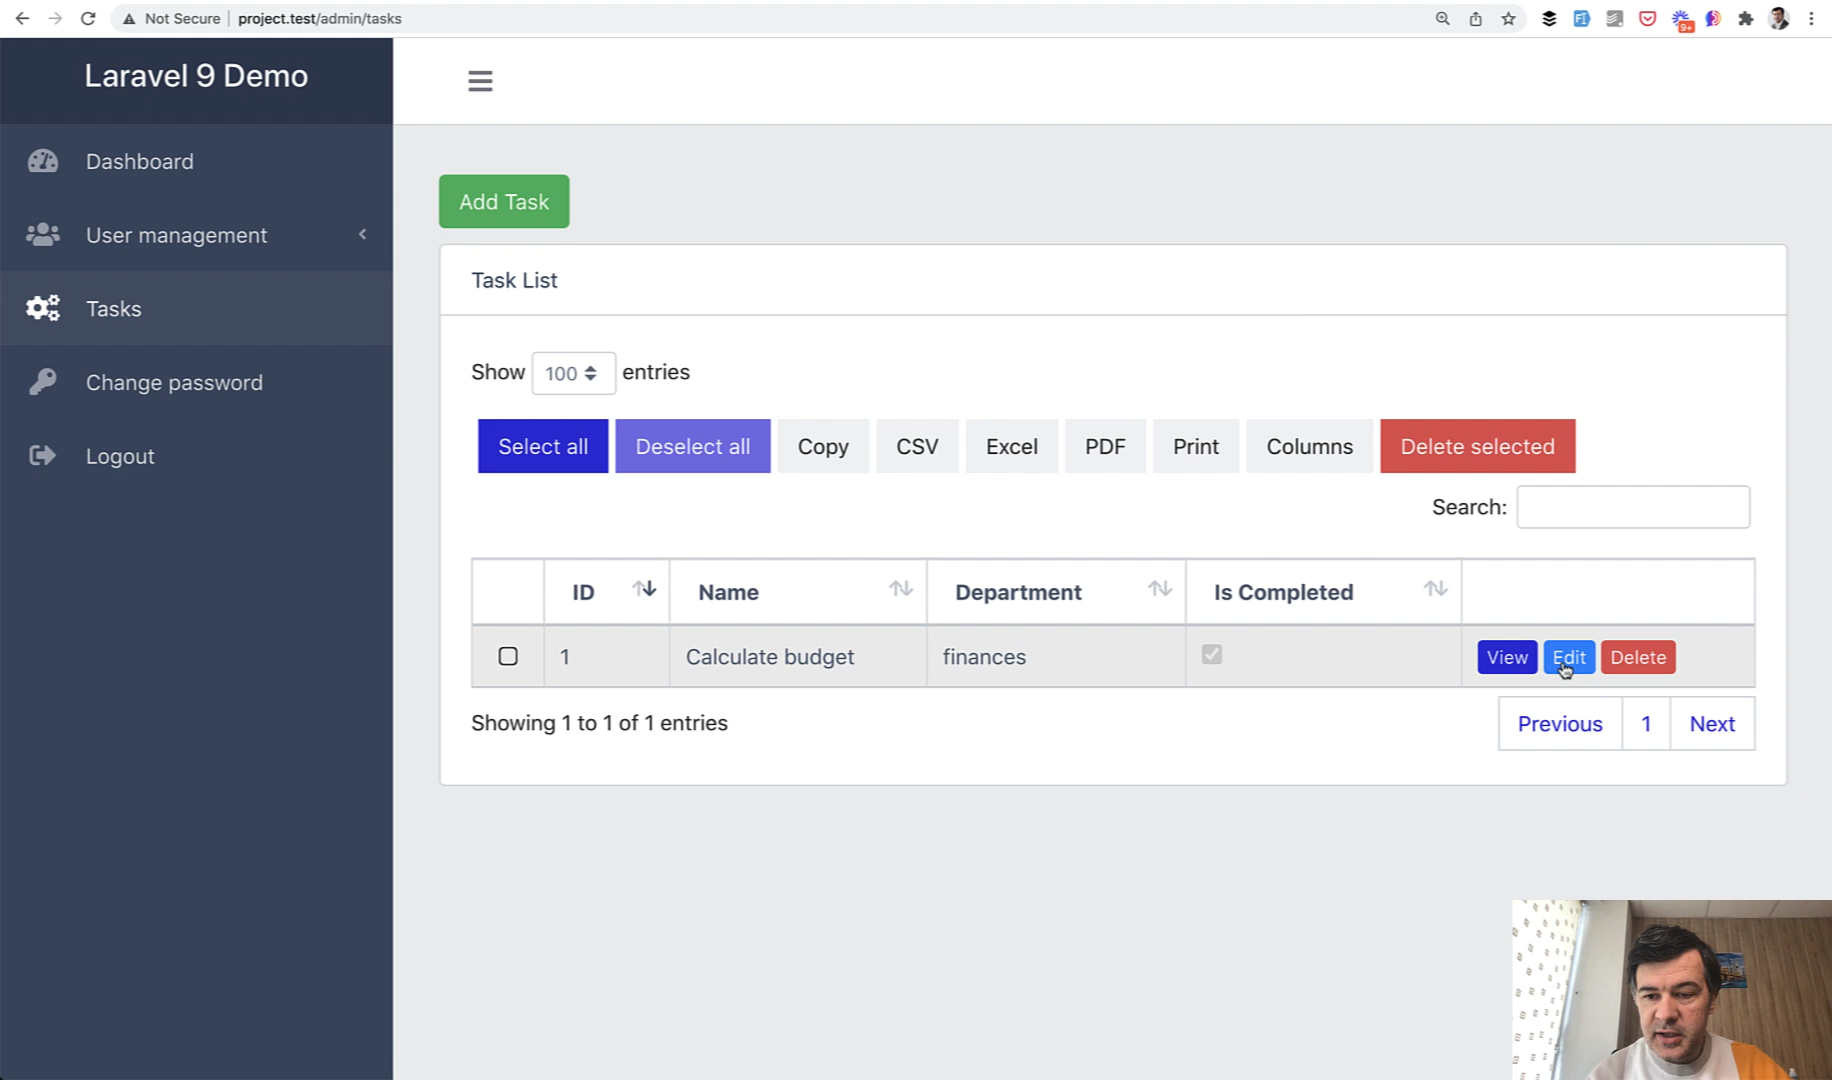 Not Secure project.test/admin/tasks
9+
Laravel 9 Demo
Dashboard
User management
Tasks
Change password
Logout
Add Task
Task List
Show 100 entries
Select all Deselect all Copy CSV Excel PDF Print Columns Delete selected
Search:
ID Name Department Is Completed
1 Calculate budget finances View Edit Delete
Showing 1 to 1 of 1 entries
Previous 1 Next